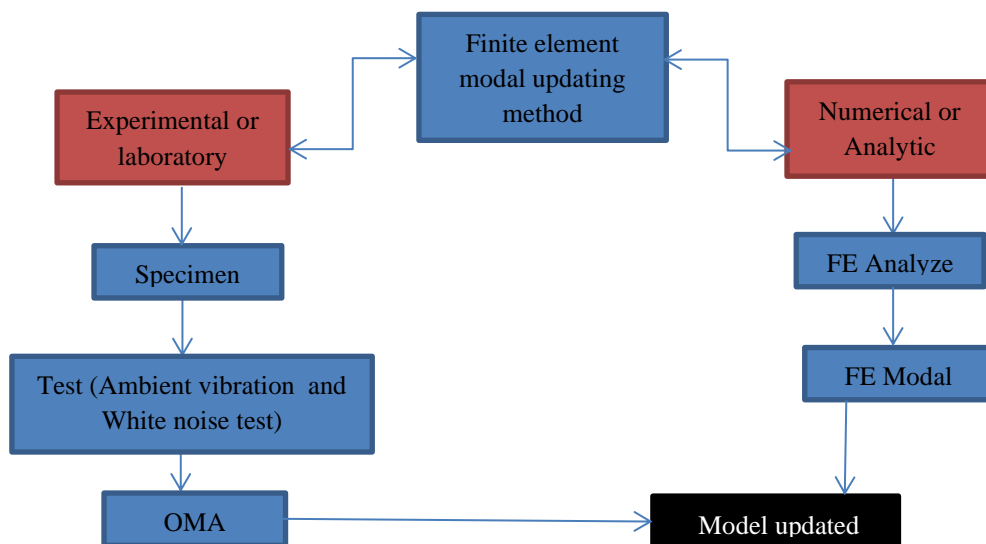 Finite element
modal updating
method
Experimental or
laboratory
Numerical or
Analytic
Specimen
FE Analyze
Test (Ambient vibration and
White noise test)
FE Modal
OMA
Model updated